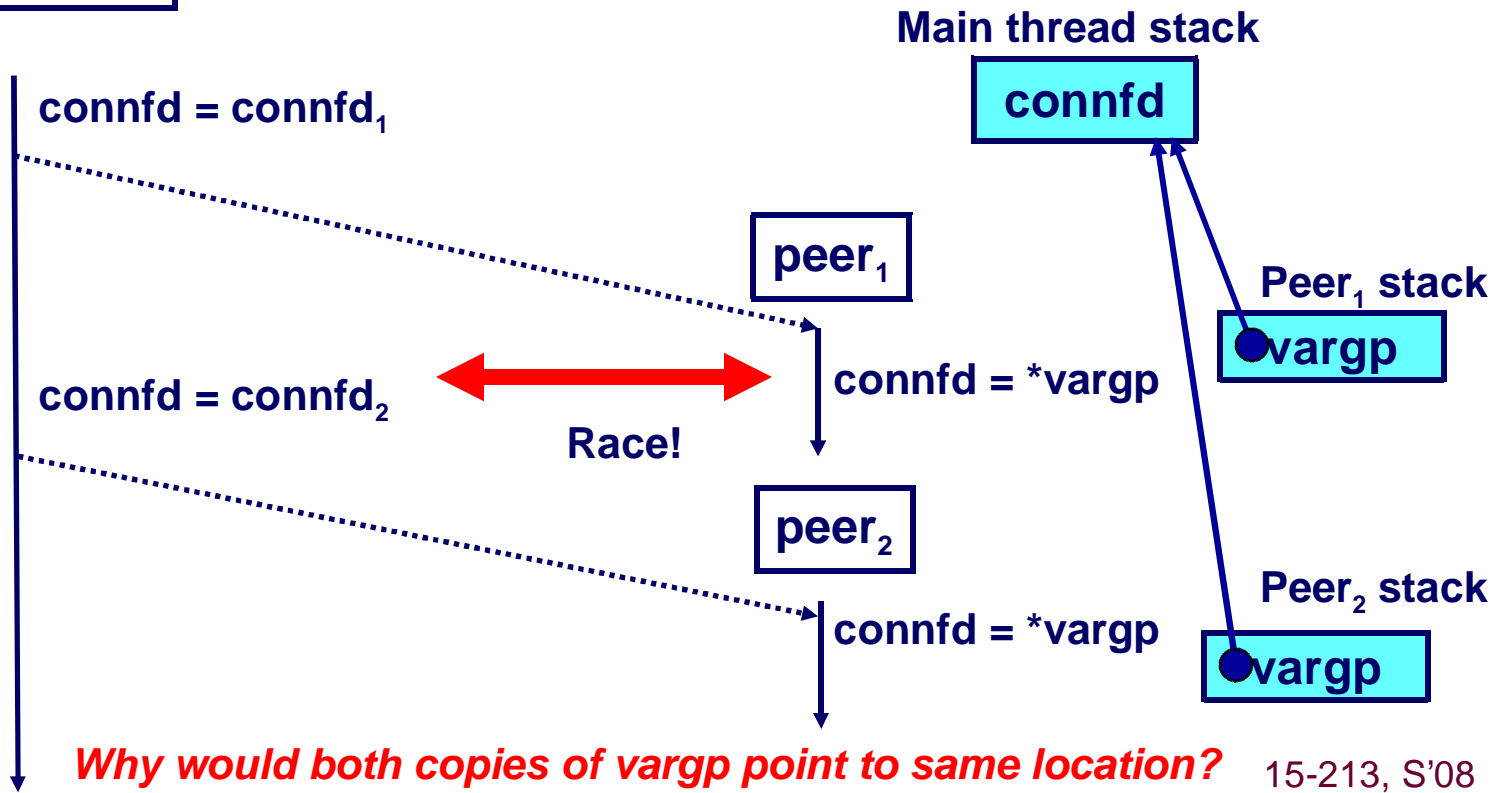 Main thread stack
connfd = connfd₁
connfd
peer₁
Peer₁ stack
vargp
connfd = *vargp
connfd = connfd₂
Race!
peer₂
Peer₂ stack
connfd = *vargp
vargp
Why would both copies of vargp point to same location?
15-213, S’08